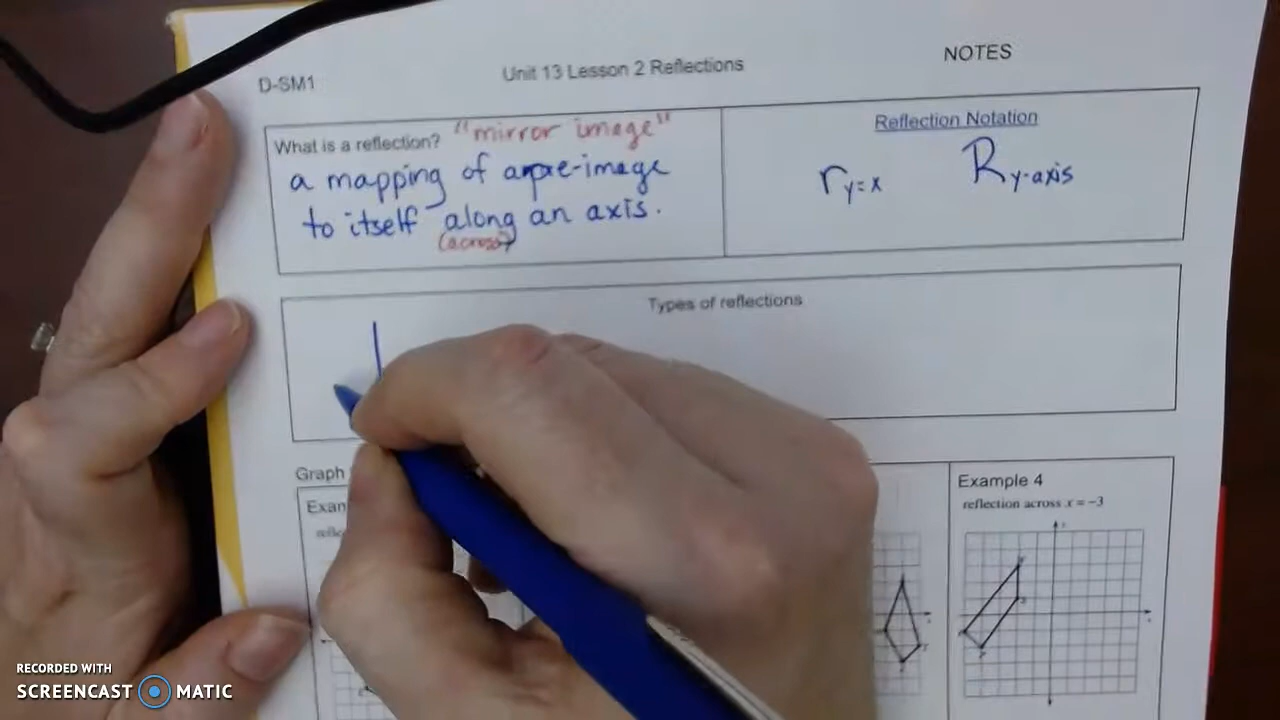 NOTES
D-SM1 Unit 13 Lesson 2 Reflections
What is a reflection? "mirror image"
a mapping of a pre-image
to itself along an axis.
(across)
Reflection Notation
r y=x R y-axis
Types of reflections
Graph
Exam
Example 4
reflection across x = −3
RECORDED WITH
SCREENCAST MATIC